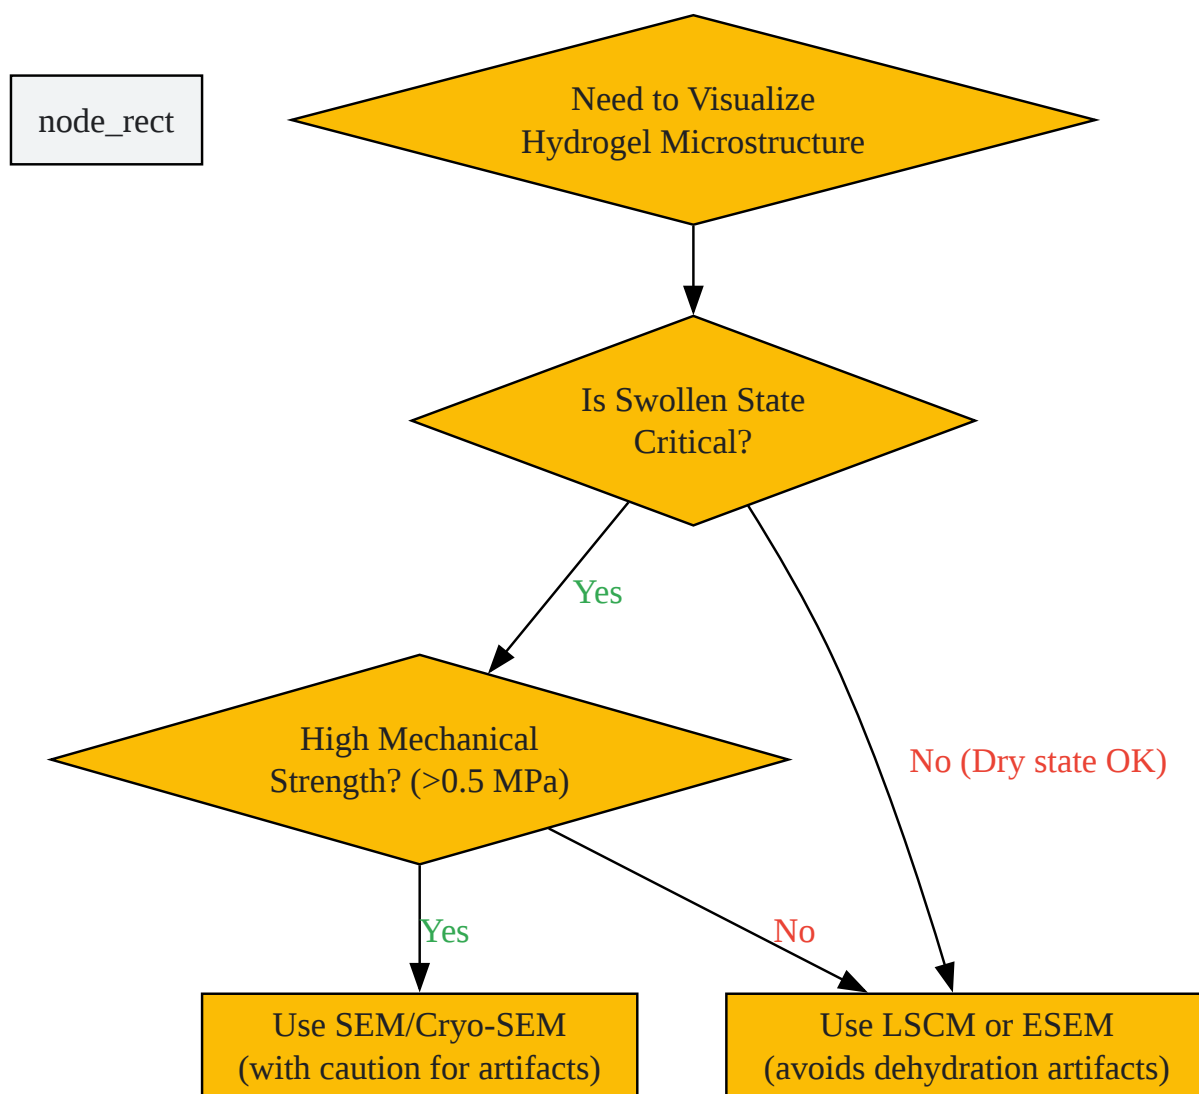 node_rect
Need to Visualize
Hydrogel Microstructure
Is Swollen State
Critical?
Yes
High Mechanical
Strength? (>0.5 MPa)
No (Dry state OK)
Yes
No
Use SEM/Cryo-SEM
(with caution for artifacts)
Use LSCM or ESEM
(avoids dehydration artifacts)